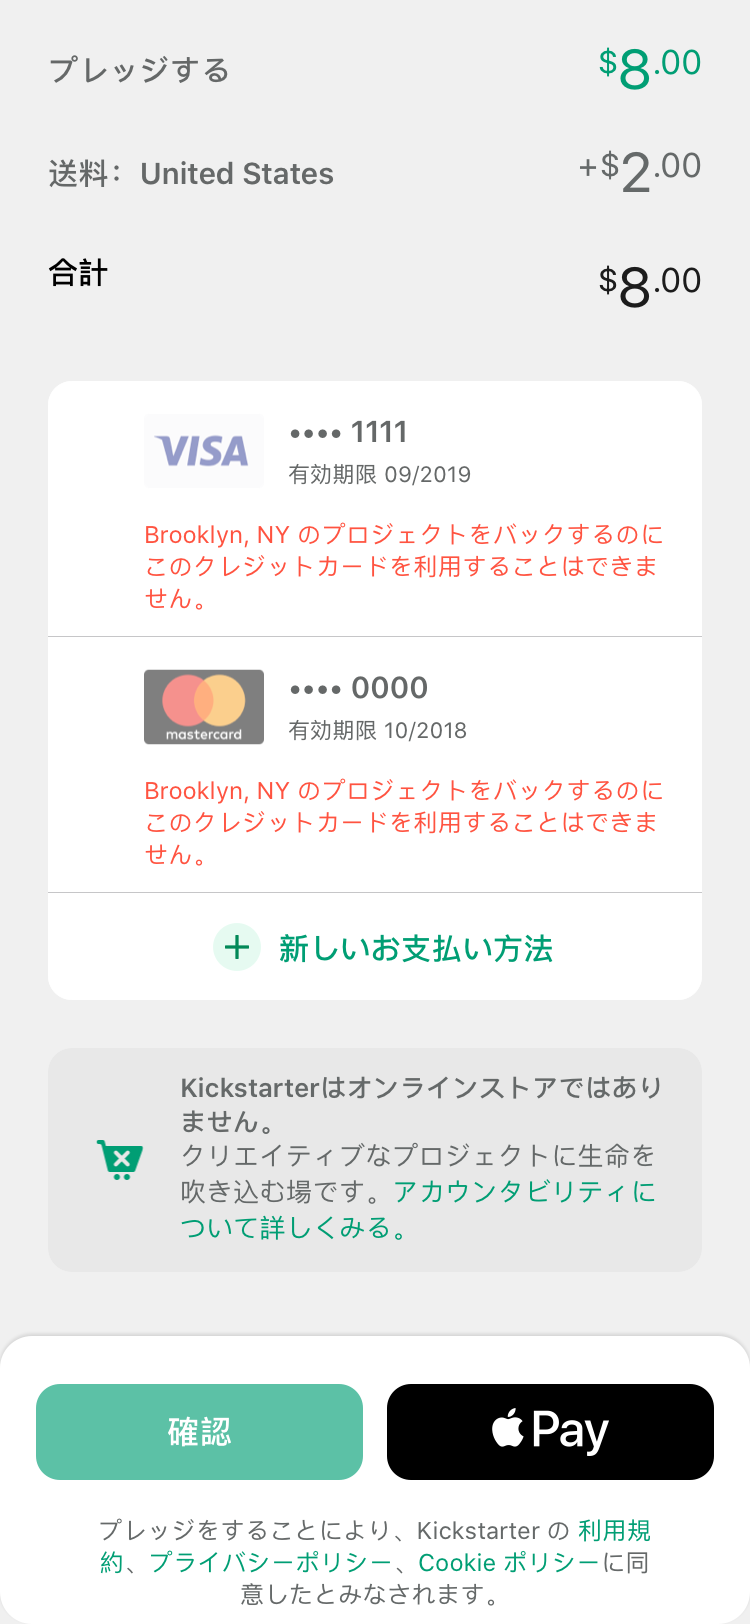 プレッジする
$8.00
送料： United States
+$2.00
合計
$8.00
VISA
•••• 1111
有効期限 09/2019
Brooklyn, NY のプロジェクトをバックするのに
このクレジットカードを利用することはできま
せん。
mastercard
•••• 0000
有効期限 10/2018
Brooklyn, NY のプロジェクトをバックするのに
このクレジットカードを利用することはできま
せん。
+ 新しいお支払い方法
Kickstarterはオンラインストアではあり
ません。
クリエイティブなプロジェクトに生命を
吹き込む場です。アカウンタビリティに
ついて詳しくみる。
確認
Pay
プレッジをすることにより、Kickstarter の 利用規
約、プライバシーポリシー、Cookie ポリシーに同
意したとみなされます。